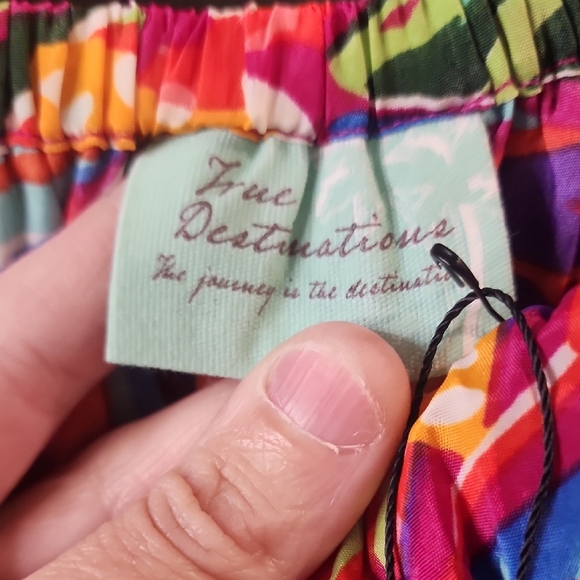 True
Destinations
The journey is the destinati